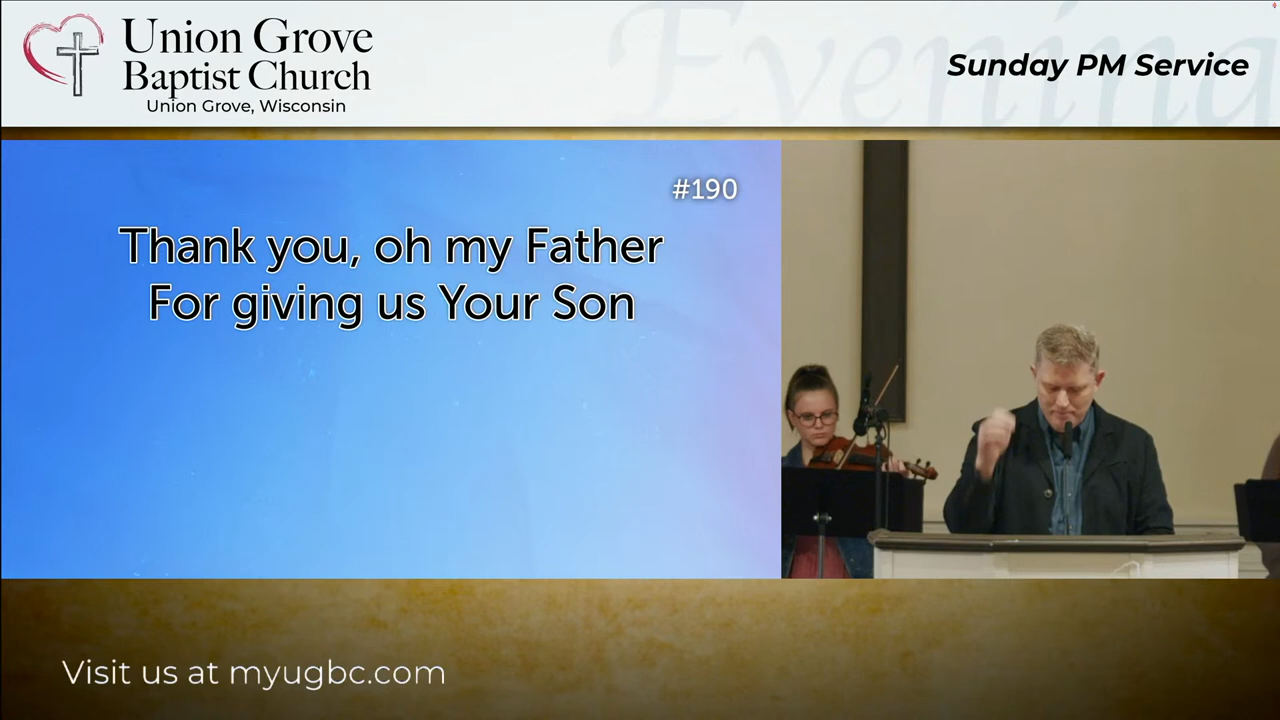 Union Grove
Baptist Church
Union Grove, Wisconsin
Evening
Sunday PM Service
#190
Thank you, oh my Father
For giving us Your Son
Visit us at myugbc.com